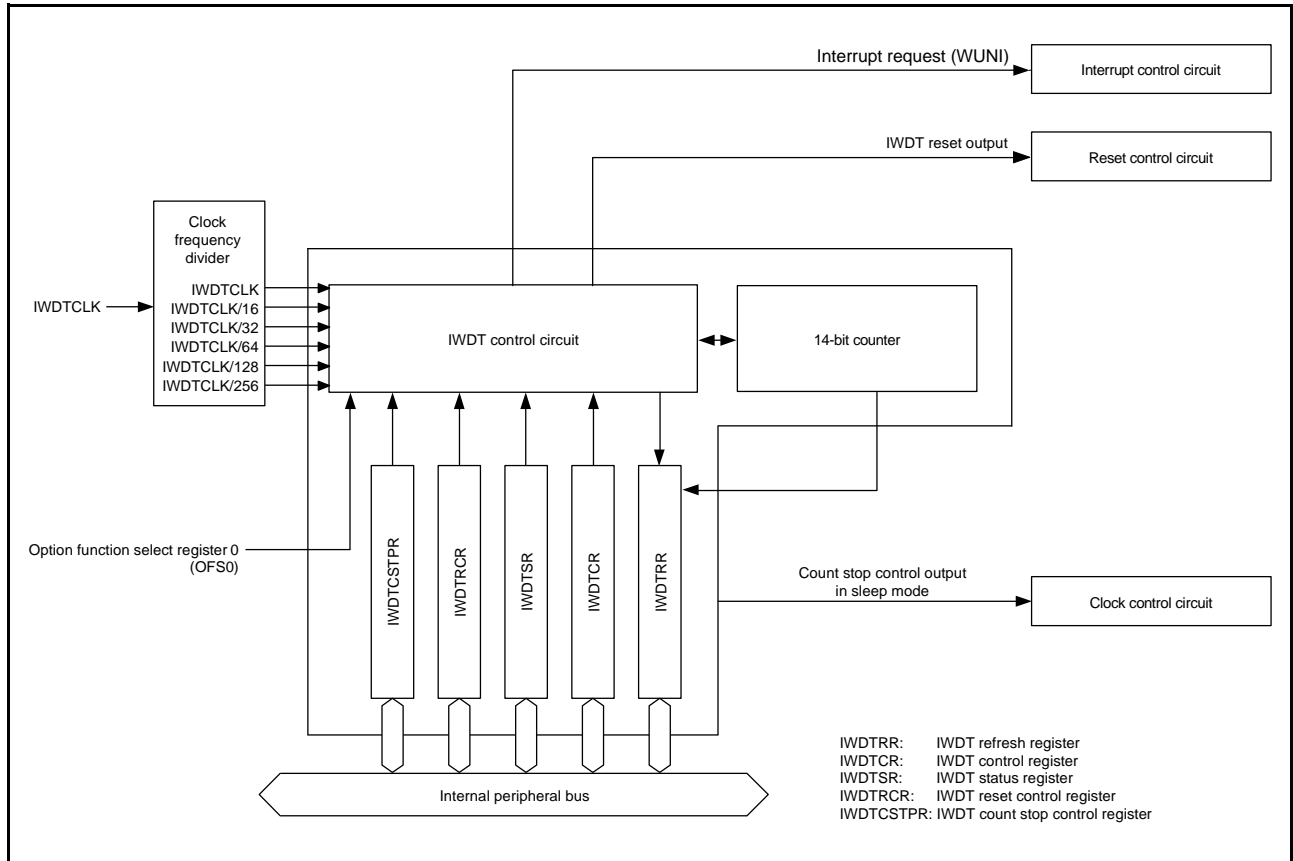 Interrupt request (WUNI)
Interrupt control circuit
IWDT reset output
Reset control circuit
Clock
frequency
divider
IWDTCLK
IWDTCLK
IWDTCLK/16
IWDTCLK/32
IWDTCLK/64
IWDTCLK/128
IWDTCLK/256
IWDT control circuit
14-bit counter
Option function select register 0
(OFS0)
IWDTCSTPR
IWDTRCR
IWDTSR
IWDTCR
IWDTRR
Count stop control output
in sleep mode
Clock control circuit
Internal peripheral bus
IWDTRR: IWDT refresh register
IWDTCR: IWDT control register
IWDTSR: IWDT status register
IWDTRCR: IWDT reset control register
IWDTCSTPR: IWDT count stop control register